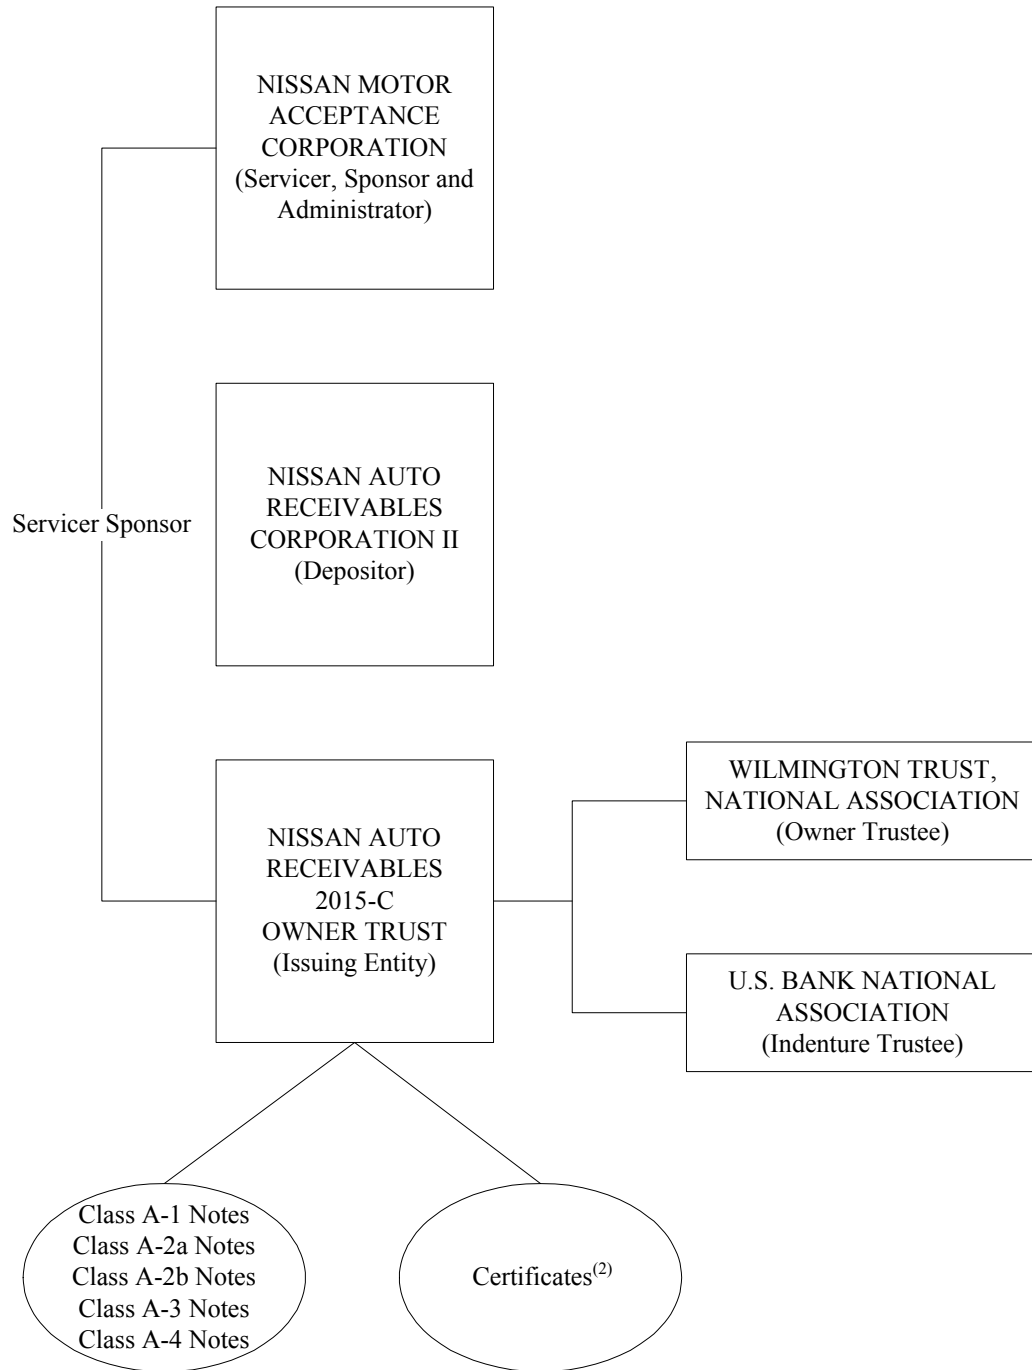 NISSAN MOTOR
ACCEPTANCE
CORPORATION
(Servicer, Sponsor and
Administrator)
NISSAN AUTO
RECEIVABLES
CORPORATION II
(Depositor)
Servicer Sponsor
NISSAN AUTO
RECEIVABLES
2015-C
OWNER TRUST
(Issuing Entity)
WILMINGTON TRUST,
NATIONAL ASSOCIATION
(Owner Trustee)
U.S. BANK NATIONAL
ASSOCIATION
(Indenture Trustee)
Class A-1 Notes
Class A-2a Notes
Class A-2b Notes
Class A-3 Notes
Class A-4 Notes
Certificates(2)